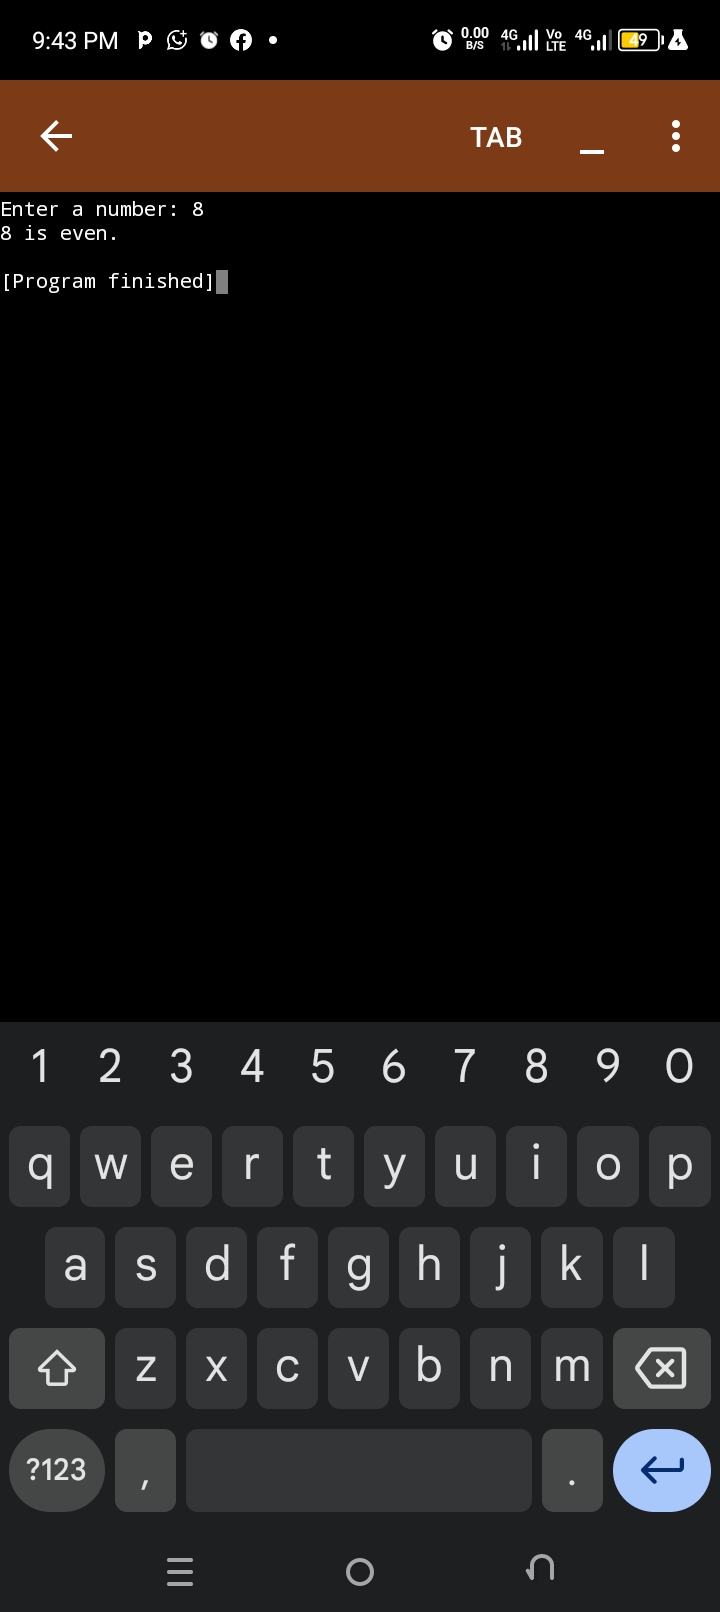 9:43 PM 0.00 B/S 4G Vo LTE 4G 49
TAB
Enter a number: 8
8 is even.
[Program finished]
1 2 3 4 5 6 7 8 9 0
q w e r t y u i o p
a s d f g h j k l
z x c v b n m
?123 , .